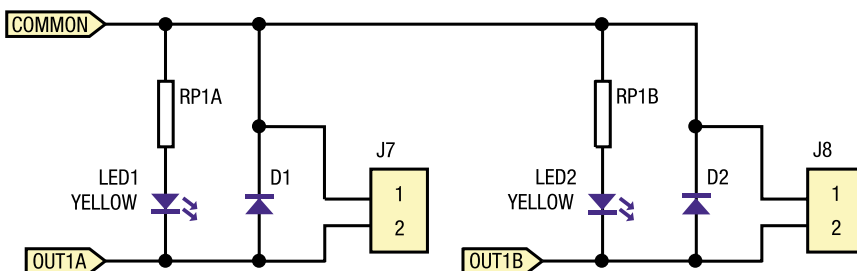 COMMON
RP1A
LED1
YELLOW
D1
J7
1
2
OUT1A
RP1B
LED2
YELLOW
D2
J8
1
2
OUT1B